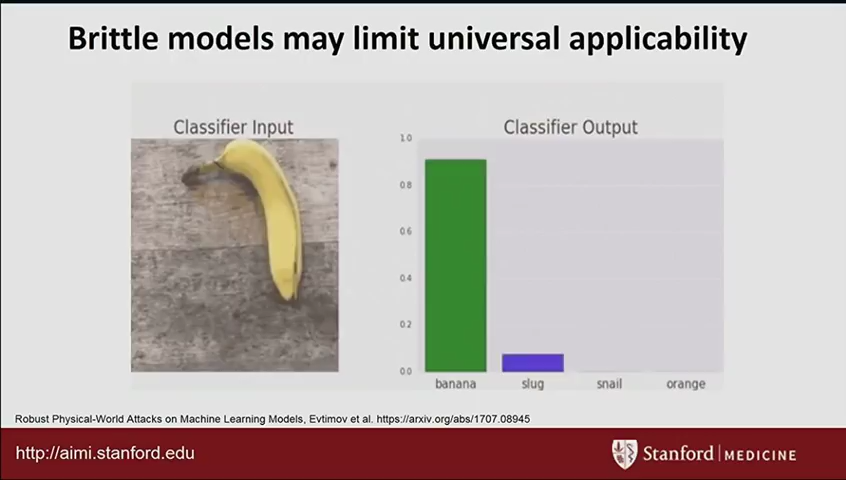 Brittle models may limit universal applicability
Classifier Input
Classifier Output
1.0
0.8
0.6
0.4
0.2
0.0
banana slug snail orange
Robust Physical-World Attacks on Machine Learning Models, Evtimov et al. https://arxiv.org/abs/1707.08945
http://aimi.stanford.edu
Stanford MEDICINE